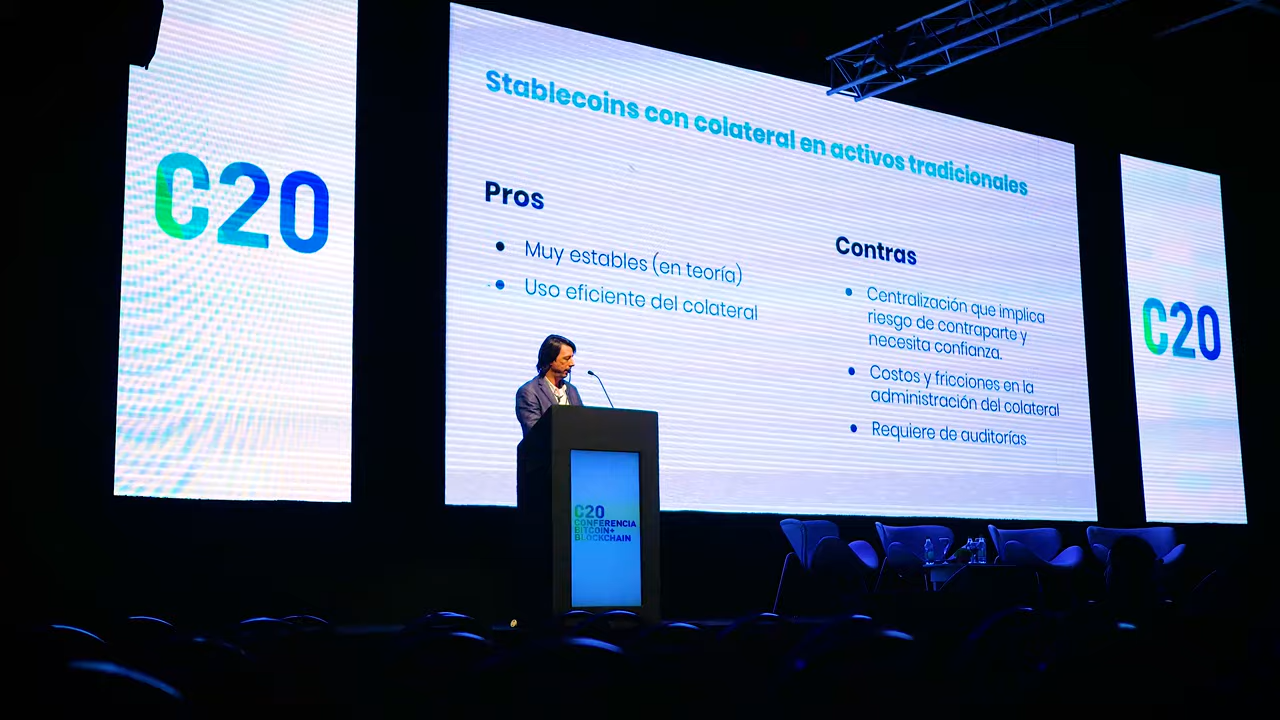 C20
Stablecoins con colateral en activos tradicionales
Pros
• Muy estables (en teoría)
• Uso eficiente del colateral
Contras
• Centralización que implica
riesgo de contraparte y
necesita confianza.
• Costos y fricciones en la
administración del colateral
• Requiere de auditorías
C20
C20
CONFERENCIA
BITCOIN+
BLOCKCHAIN